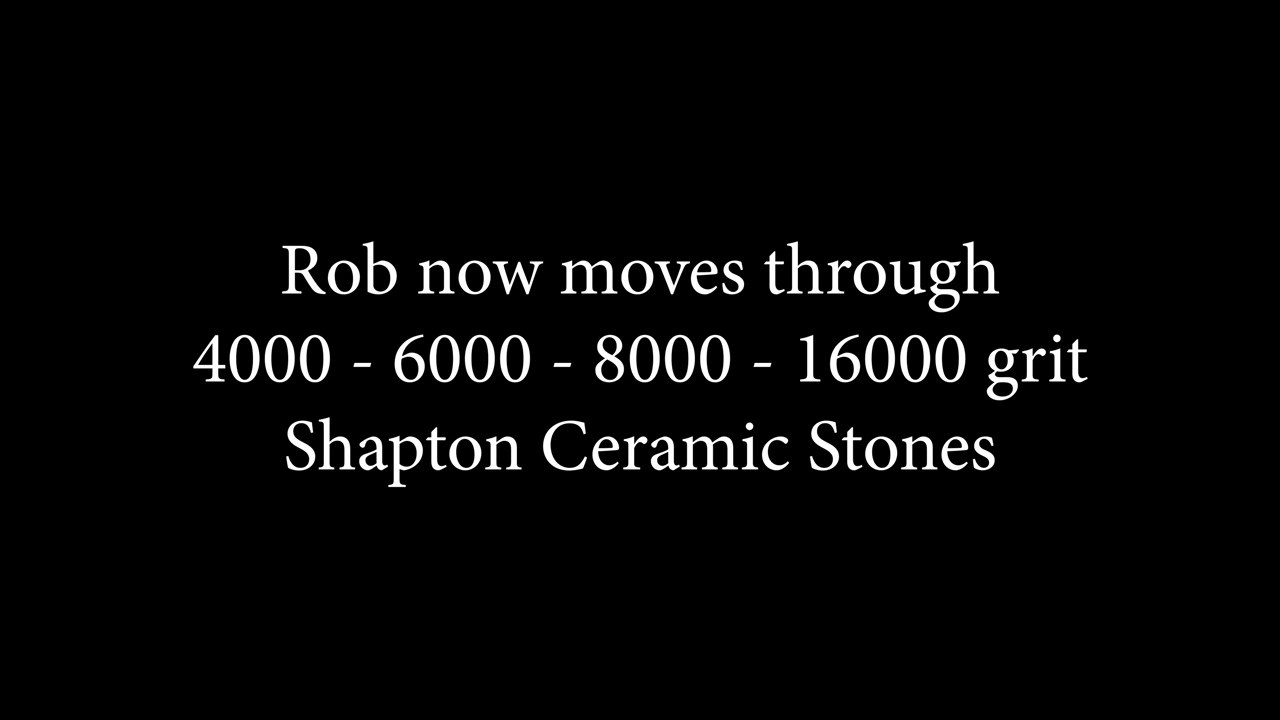 Rob now moves through
4000 - 6000 - 8000 - 16000 grit
Shapton Ceramic Stones